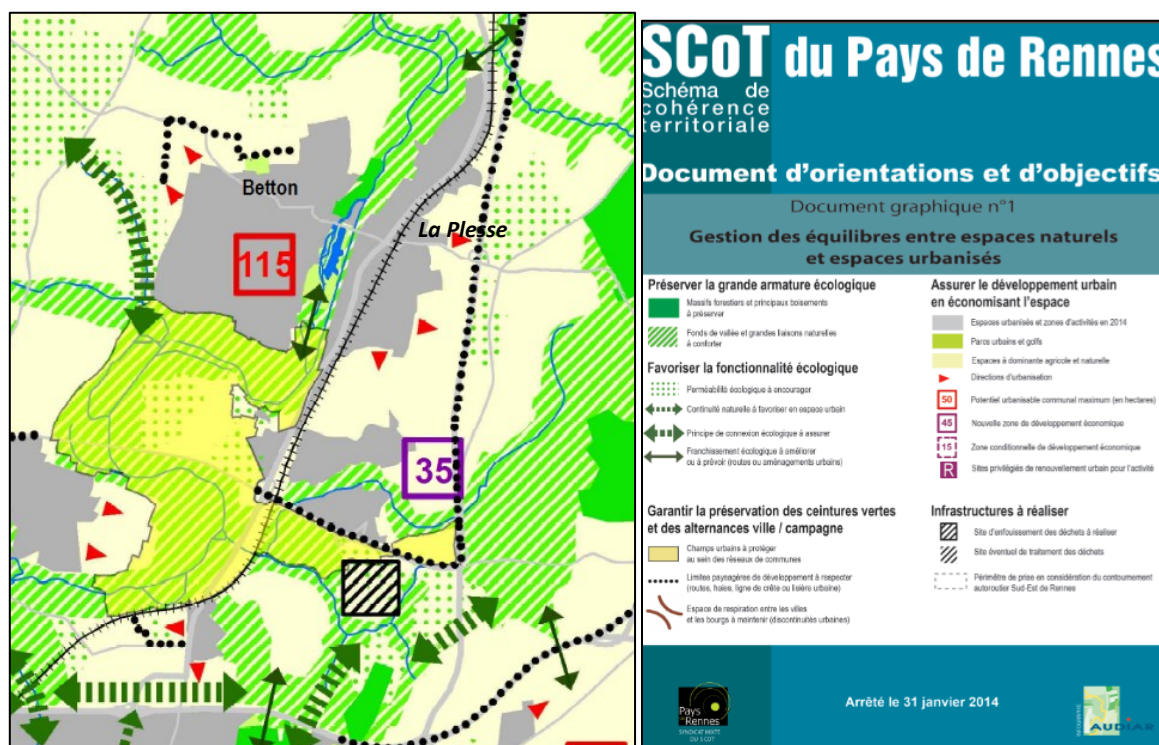 Betton
La Plesse
115
35
SCoT du Pays de Rennes
Schéma de
cohérence
territoriale
Document d'orientations et d'objectifs
Document graphique n°1
Gestion des équilibres entre espaces naturels
et espaces urbanisés
Préserver la grande armature écologique
Massifs forestiers et principaux boisements
à préserver
Fonds de vallée et grandes liaisons naturelles
à conforter
Favoriser la fonctionnalité écologique
Perméabilité écologique à encourager
Continuité naturelle à favoriser en espace urbain
Principe de connexion écologique à assurer
Franchissement écologique à améliorer
ou à prévoir (routes ou aménagements urbains)
Garantir la préservation des ceintures vertes
et des alternances ville / campagne
Champs urbains à protéger
au sein des réseaux de communes
Limites paysagères de développement à respecter
(routes, haies, ligne de crête ou lisière urbaine)
Espace de respiration entre les villes
et les bourgs à maintenir (discontinuités urbaines)
Assurer le développement urbain
en économisant l'espace
Espaces urbanisés et zones d'activités en 2014
Parcs urbains et golfs
Espaces à dominante agricole et naturelle
Directions d'urbanisation
50 Potentiel urbanisable communal maximum (en hectares)
45 Nouvelle zone de développement économique
15 Zone conditionnelle de développement économique
R Sites privilégiés de renouvellement urbain pour l'activité
Infrastructures à réaliser
Site d'enfouissement des déchets à réaliser
Site éventuel de traitement des déchets
Périmètre de prise en considération du contournement
autoroutier Sud-Est de Rennes
Pays
de Rennes
SYNDICAT MIXTE
DU SCOT
Arrêté le 31 janvier 2014
AUDIAR